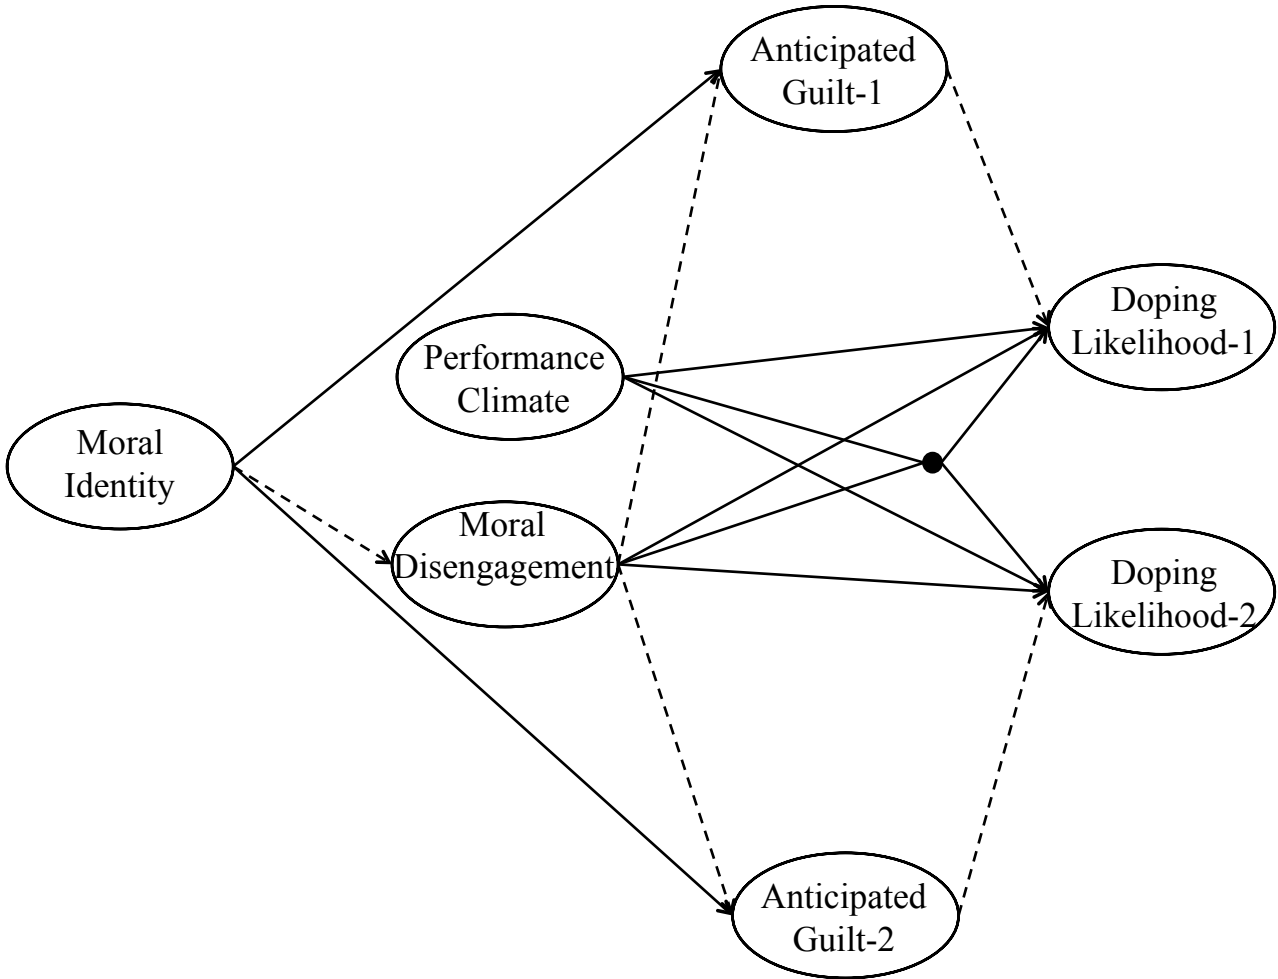 Anticipated
Guilt-1
Doping
Likelihood-1
Performance
Climate
Moral
Identity
Moral
Disengagement
Doping
Likelihood-2
Anticipated
Guilt-2